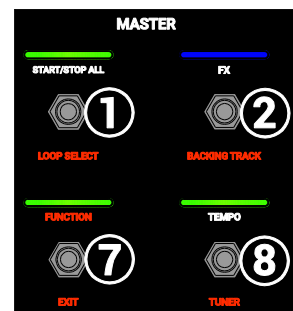 MASTER
START/STOP ALL FX
1 2
LOOP SELECT BACKING TRACK
FUNCTION TEMPO
7 8
EXIT TUNER